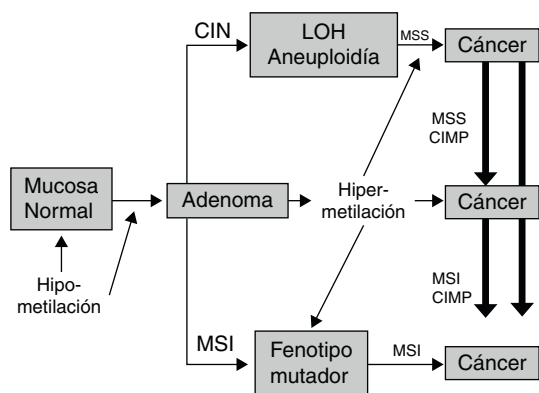 CIN
LOH
Aneuploidía
MSS
Cáncer
MSS
CIMP
Mucosa
Normal
Adenoma
Hiper-
metilación
Cáncer
Hipo-
metilación
MSI
CIMP
MSI
Fenotipo
mutador
MSI
Cáncer